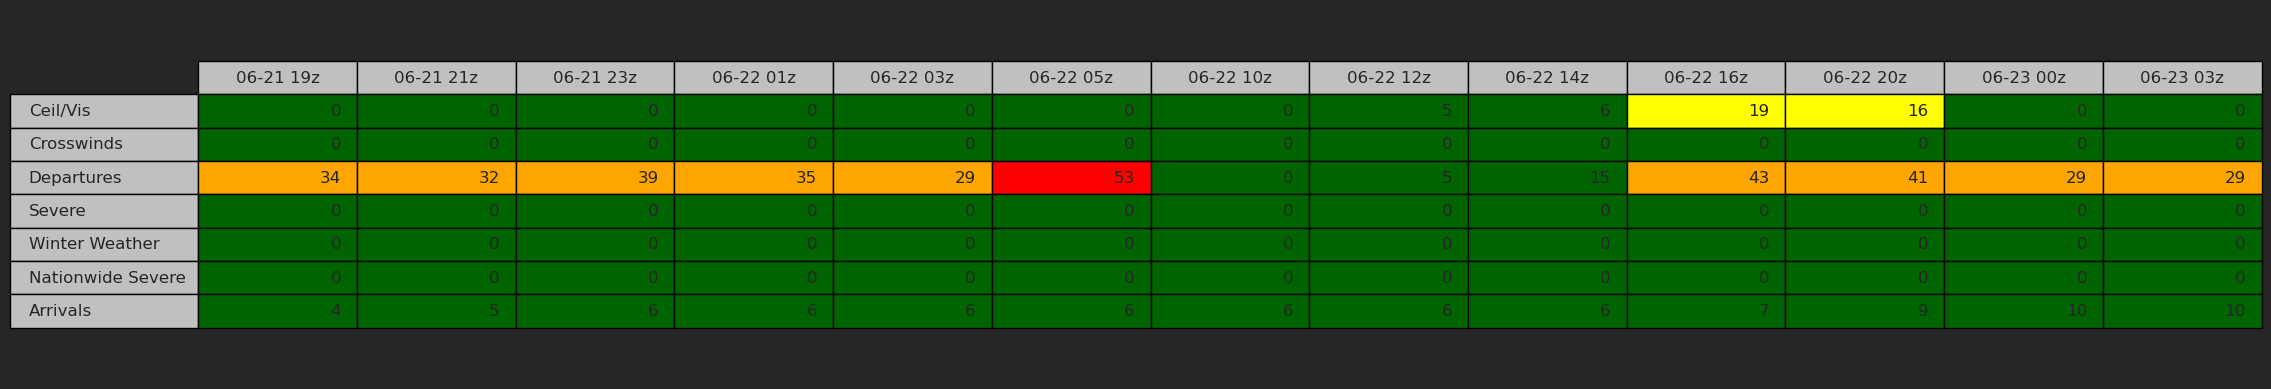 06-21 19z 06-21 21z 06-21 23z 06-22 01z 06-22 03z 06-22 05z 06-22 10z 06-22 12z 06-22 14z 06-22 16z 06-22 20z 06-23 00z 06-23 03z
Ceil/Vis 0 0 0 0 0 0 0 5 6 19 16 0 0
Crosswinds 0 0 0 0 0 0 0 0 0 0 0 0 0
Departures 34 32 39 35 29 53 0 5 15 43 41 29 29
Severe 0 0 0 0 0 0 0 0 0 0 0 0 0
Winter Weather 0 0 0 0 0 0 0 0 0 0 0 0 0
Nationwide Severe 0 0 0 0 0 0 0 0 0 0 0 0 0
Arrivals 4 5 6 6 6 6 6 6 6 7 9 10 10